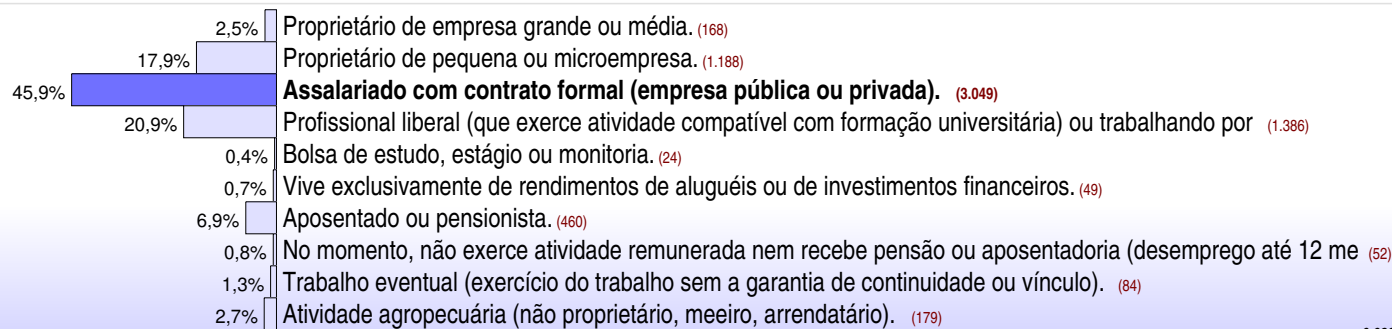 2,5% Proprietário de empresa grande ou média. (168)
17,9% Proprietário de pequena ou microempresa. (1.188)
45,9% Assalariado com contrato formal (empresa pública ou privada). (3.049)
20,9% Profissional liberal (que exerce atividade compatível com formação universitária) ou trabalhando por (1.386)
0,4% Bolsa de estudo, estágio ou monitoria. (24)
0,7% Vive exclusivamente de rendimentos de aluguéis ou de investimentos financeiros. (49)
6,9% Aposentado ou pensionista. (460)
0,8% No momento, não exerce atividade remunerada nem recebe pensão ou aposentadoria (desemprego até 12 me (52)
1,3% Trabalho eventual (exercício do trabalho sem a garantia de continuidade ou vínculo). (84)
2,7% Atividade agropecuária (não proprietário, meeiro, arrendatário). (179)